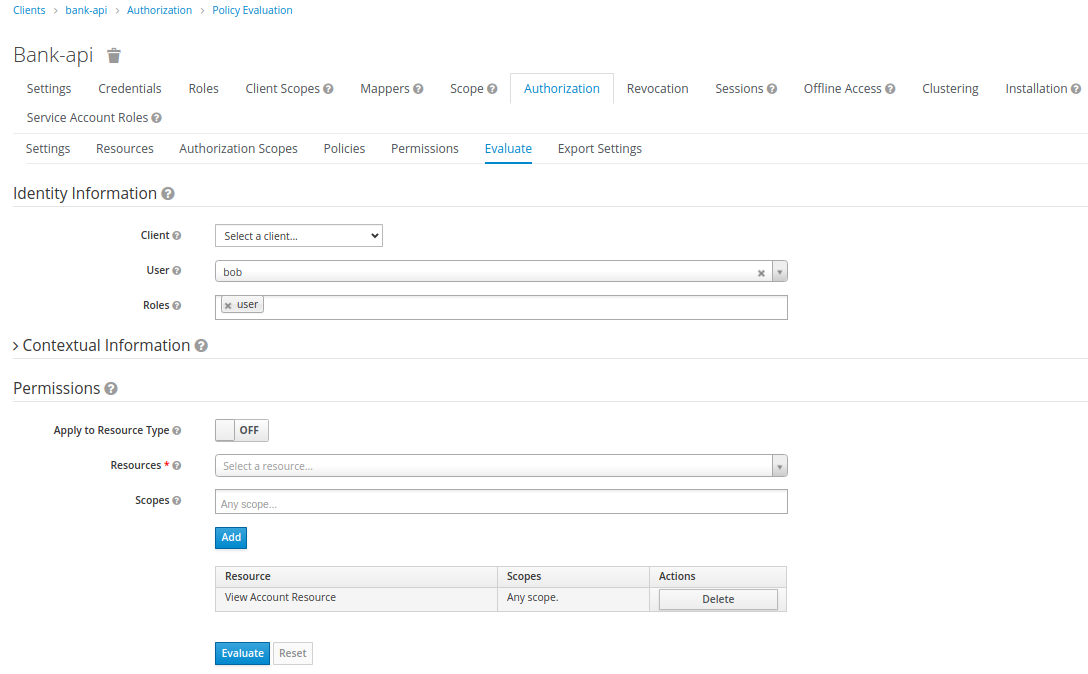 Clients > bank-api > Authorization > Policy Evaluation
Bank-api
Settings Credentials Roles Client Scopes Mappers Scope Authorization Revocation Sessions Offline Access Clustering Installation
Service Account Roles
Settings Resources Authorization Scopes Policies Permissions Evaluate Export Settings
Identity Information
Client Select a client...
User bob
Roles × user
> Contextual Information
Permissions
Apply to Resource Type OFF
Resources * Select a resource...
Scopes Any scope...
Add
Resource Scopes Actions
View Account Resource Any scope. Delete
Evaluate Reset